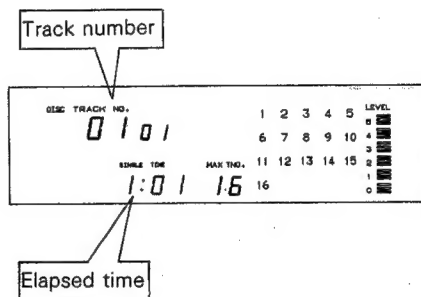 Track number
DISC TRACK NO.
01 01
1 2 3 4 5
6 7 8 9 10
11 12 13 14 15
16
LEVEL
5
4
3
2
1
0
SINGLE TIME
1:01
MAX TNO.
16
Elapsed time